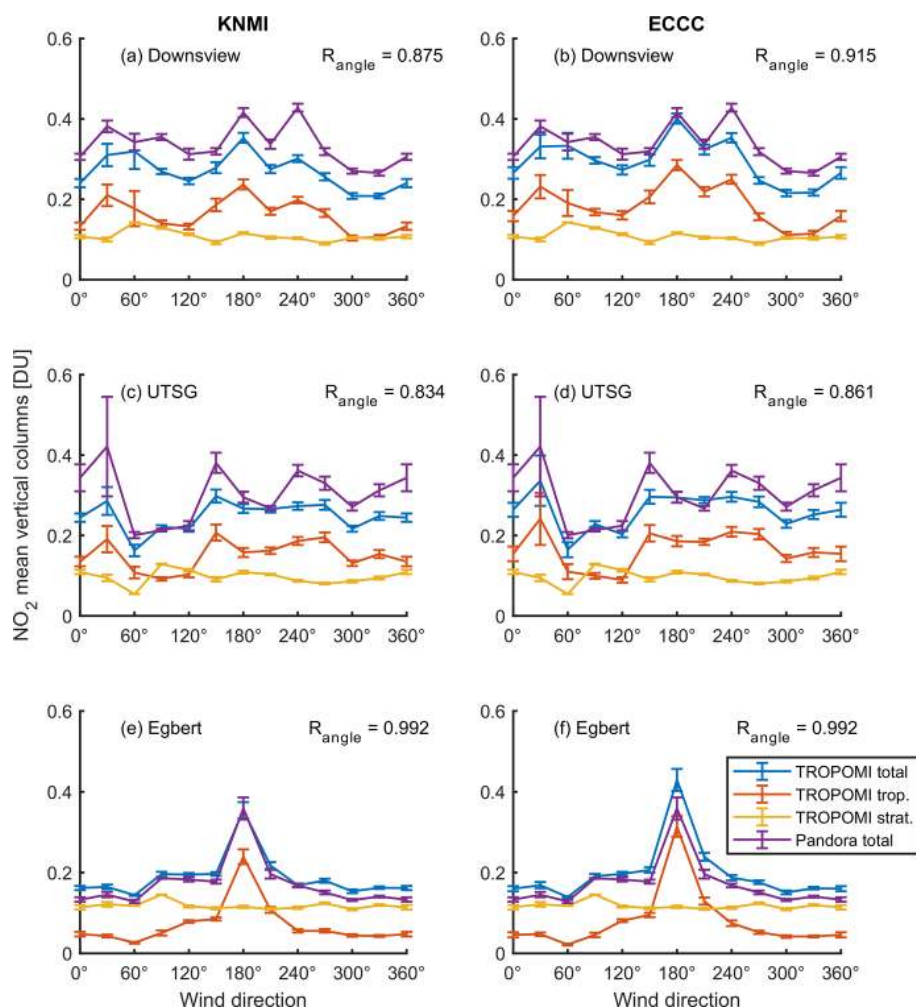 KNMI
ECCC
NO2 mean vertical columns [DU]
(a) Downsview
R angle = 0.875
0.6
0.4
0.2
0
0° 60° 120° 180° 240° 300° 360°
(b) Downsview
R angle = 0.915
0.6
0.4
0.2
0
0° 60° 120° 180° 240° 300° 360°
(c) UTSG
R angle = 0.834
0.6
0.4
0.2
0
0° 60° 120° 180° 240° 300° 360°
(d) UTSG
R angle = 0.861
0.6
0.4
0.2
0
0° 60° 120° 180° 240° 300° 360°
(e) Egbert
R angle = 0.992
0.6
0.4
0.2
0
0° 60° 120° 180° 240° 300° 360°
Wind direction
(f) Egbert
R angle = 0.992
0.6
0.4
0.2
0
TROPOMI total
TROPOMI trop.
TROPOMI strat.
Pandora total
0° 60° 120° 180° 240° 300° 360°
Wind direction